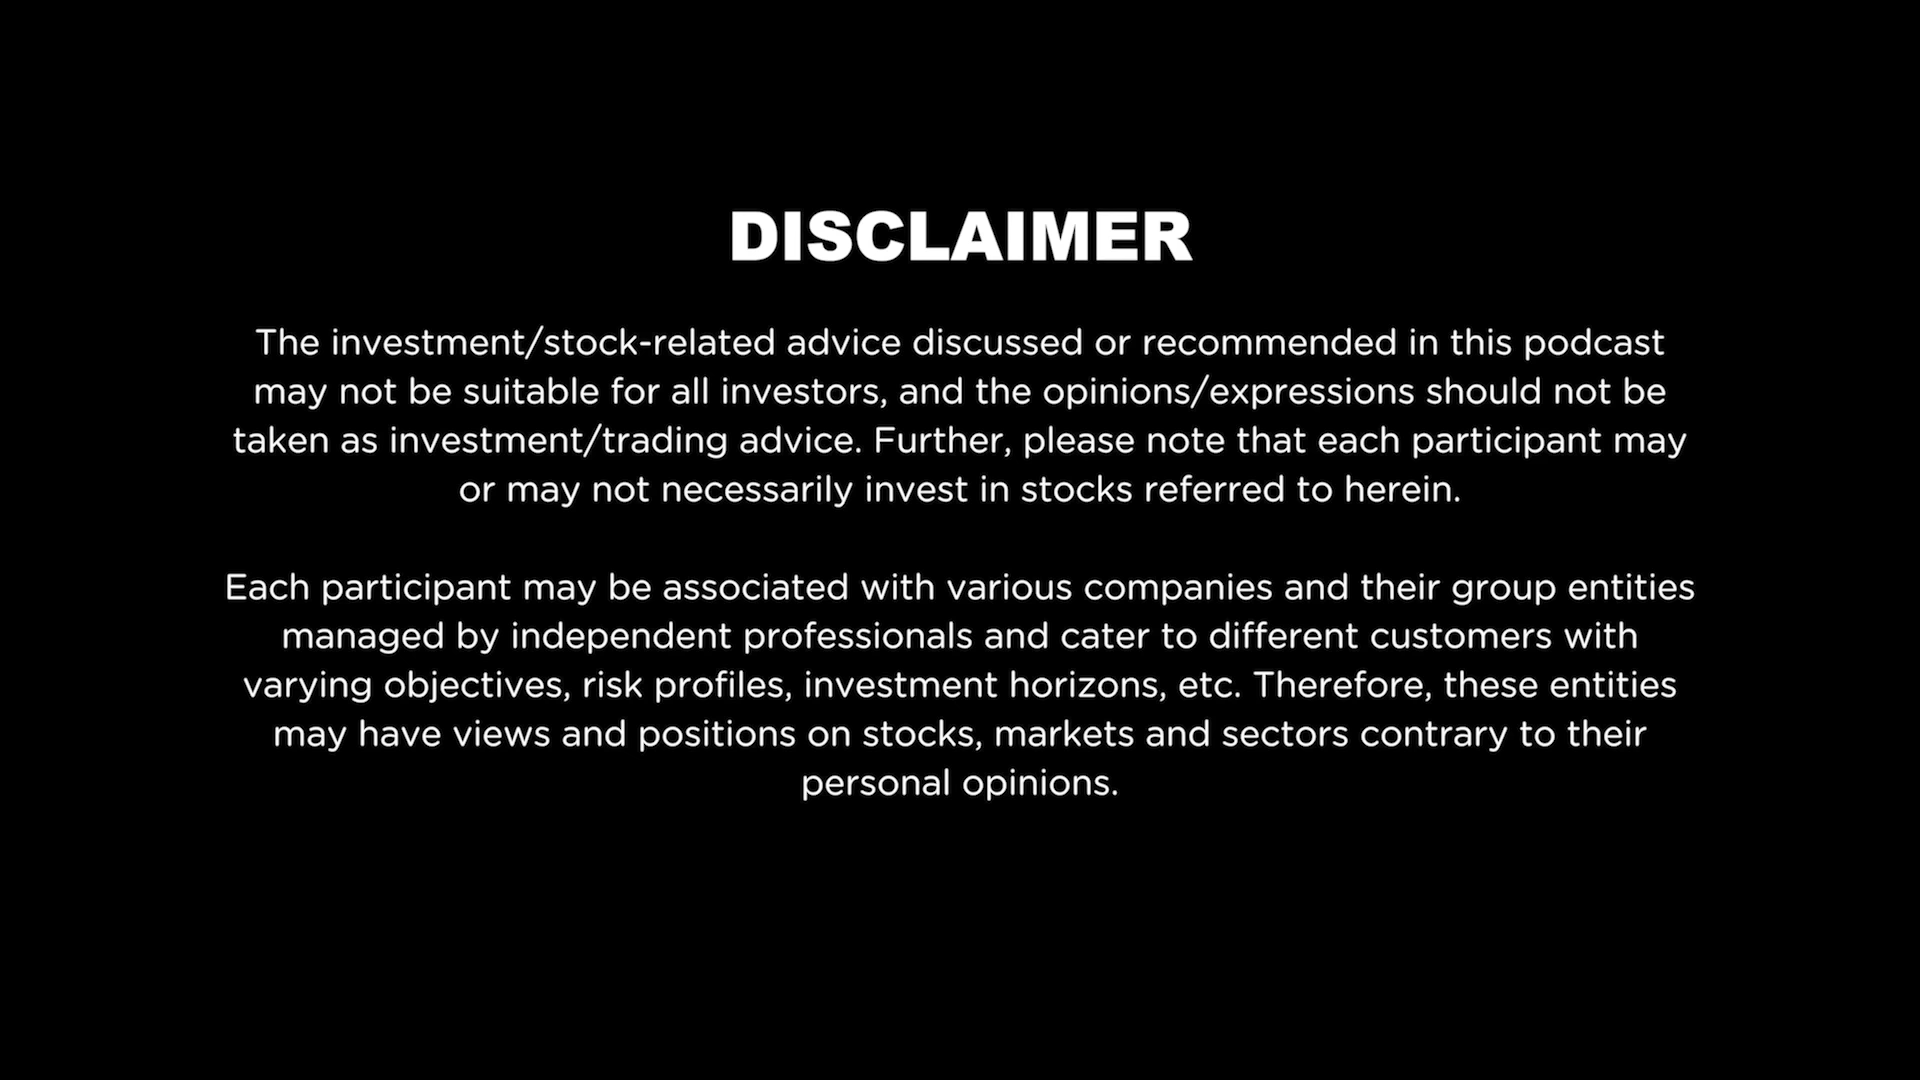 DISCLAIMER
The investment/stock-related advice discussed or recommended in this podcast
may not be suitable for all investors, and the opinions/expressions should not be
taken as investment/trading advice. Further, please note that each participant may
or may not necessarily invest in stocks referred to herein.
Each participant may be associated with various companies and their group entities
managed by independent professionals and cater to different customers with
varying objectives, risk profiles, investment horizons, etc. Therefore, these entities
may have views and positions on stocks, markets and sectors contrary to their
personal opinions.